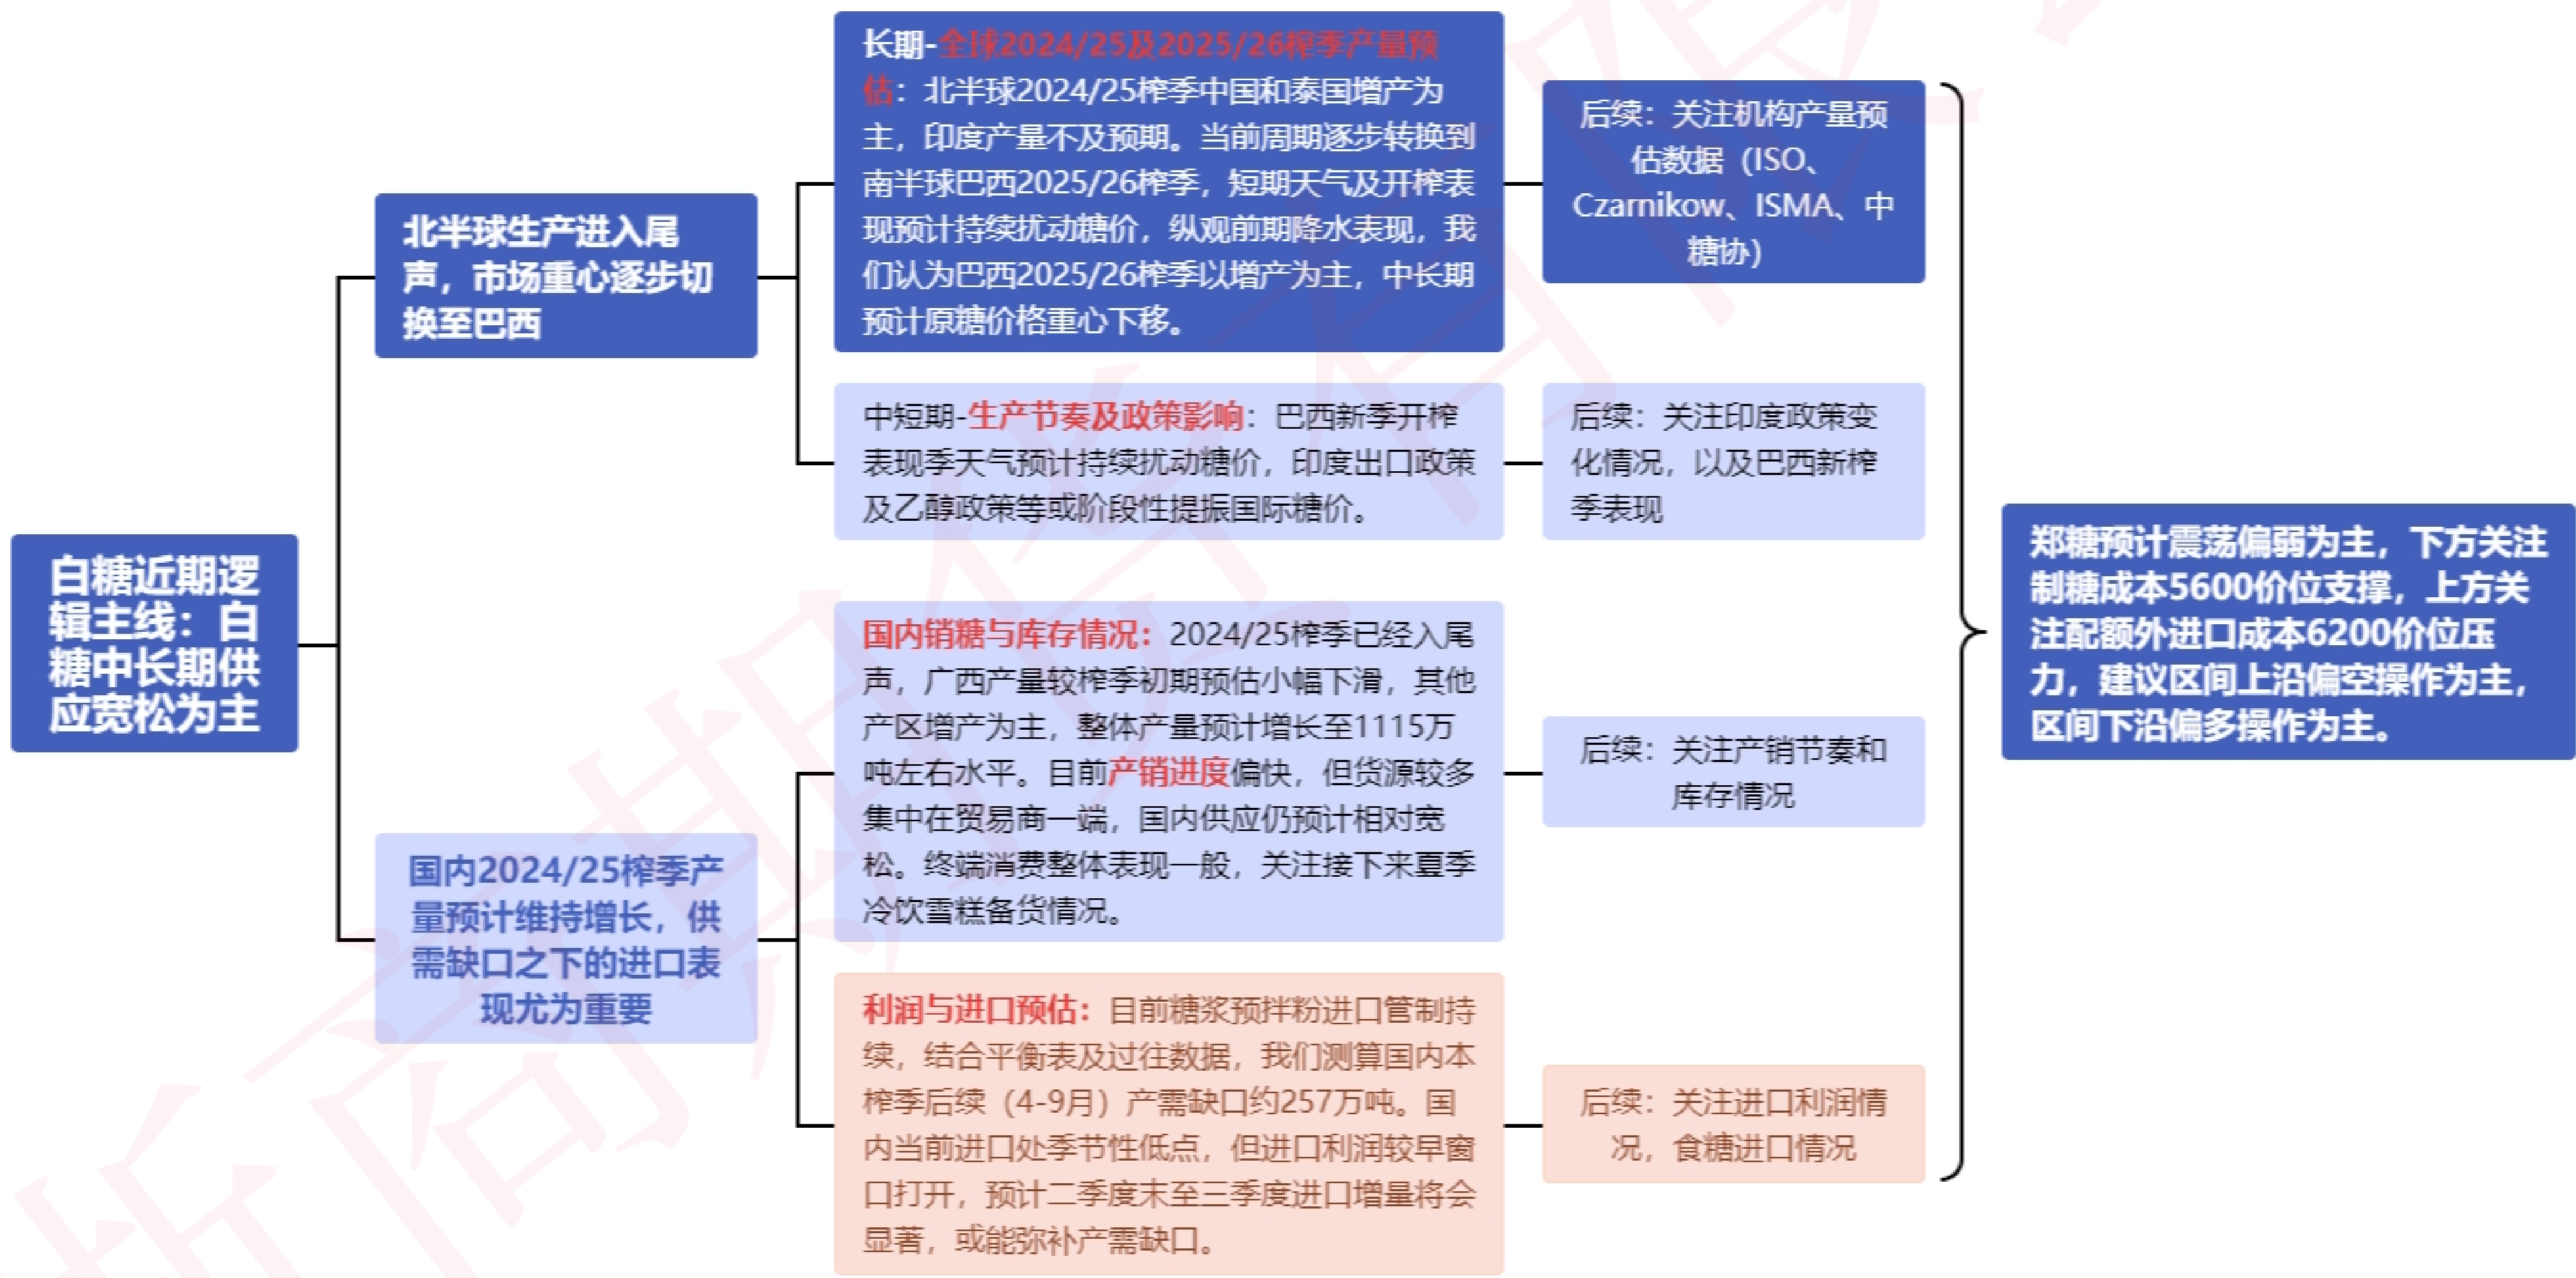 白糖近期逻
辑主线：白
糖中长期供
应宽松为主
北半球生产进入尾
声，市场重心逐步切
换至巴西
长期-全球2024/25及2025/26榨季产量预
估：北半球2024/25榨季中国和泰国增产为
主，印度产量不及预期。当前周期逐步转换到
南半球巴西2025/26榨季，短期天气及开榨表
现预计持续扰动糖价，纵观前期降水表现，我
们认为巴西2025/26榨季以增产为主，中长期
预计原糖价格重心下移。
后续：关注机构产量预
估数据（ISO、
Czarnikow、ISMA、中
糖协）
中短期-生产节奏及政策影响：巴西新季开榨
表现季天气预计持续扰动糖价，印度出口政策
及乙醇政策等或阶段性提振国际糖价。
后续：关注印度政策变
化情况，以及巴西新榨
季表现
国内2024/25榨季产
量预计维持增长，供
需缺口之下的进口表
现尤为重要
国内销糖与库存情况：2024/25榨季已经入尾
声，广西产量较榨季初期预估小幅下滑，其他
产区增产为主，整体产量预计增长至1115万
吨左右水平。目前产销进度偏快，但货源较多
集中在贸易商一端，国内供应仍预计相对宽
松。终端消费整体表现一般，关注接下来夏季
冷饮雪糕备货情况。
后续：关注产销节奏和
库存情况
利润与进口预估：目前糖浆预拌粉进口管制持
续，结合平衡表及过往数据，我们测算国内本
榨季后续（4-9月）产需缺口约257万吨。国
内当前进口处季节性低点，但进口利润较早窗
口打开，预计二季度末至三季度进口增量将会
显著，或能弥补产需缺口。
后续：关注进口利润情
况，食糖进口情况
郑糖预计震荡偏弱为主，下方关注
制糖成本5600价位支撑，上方关
注配额外进口成本6200价位压
力，建议区间上沿偏空操作为主，
区间下沿偏多操作为主。